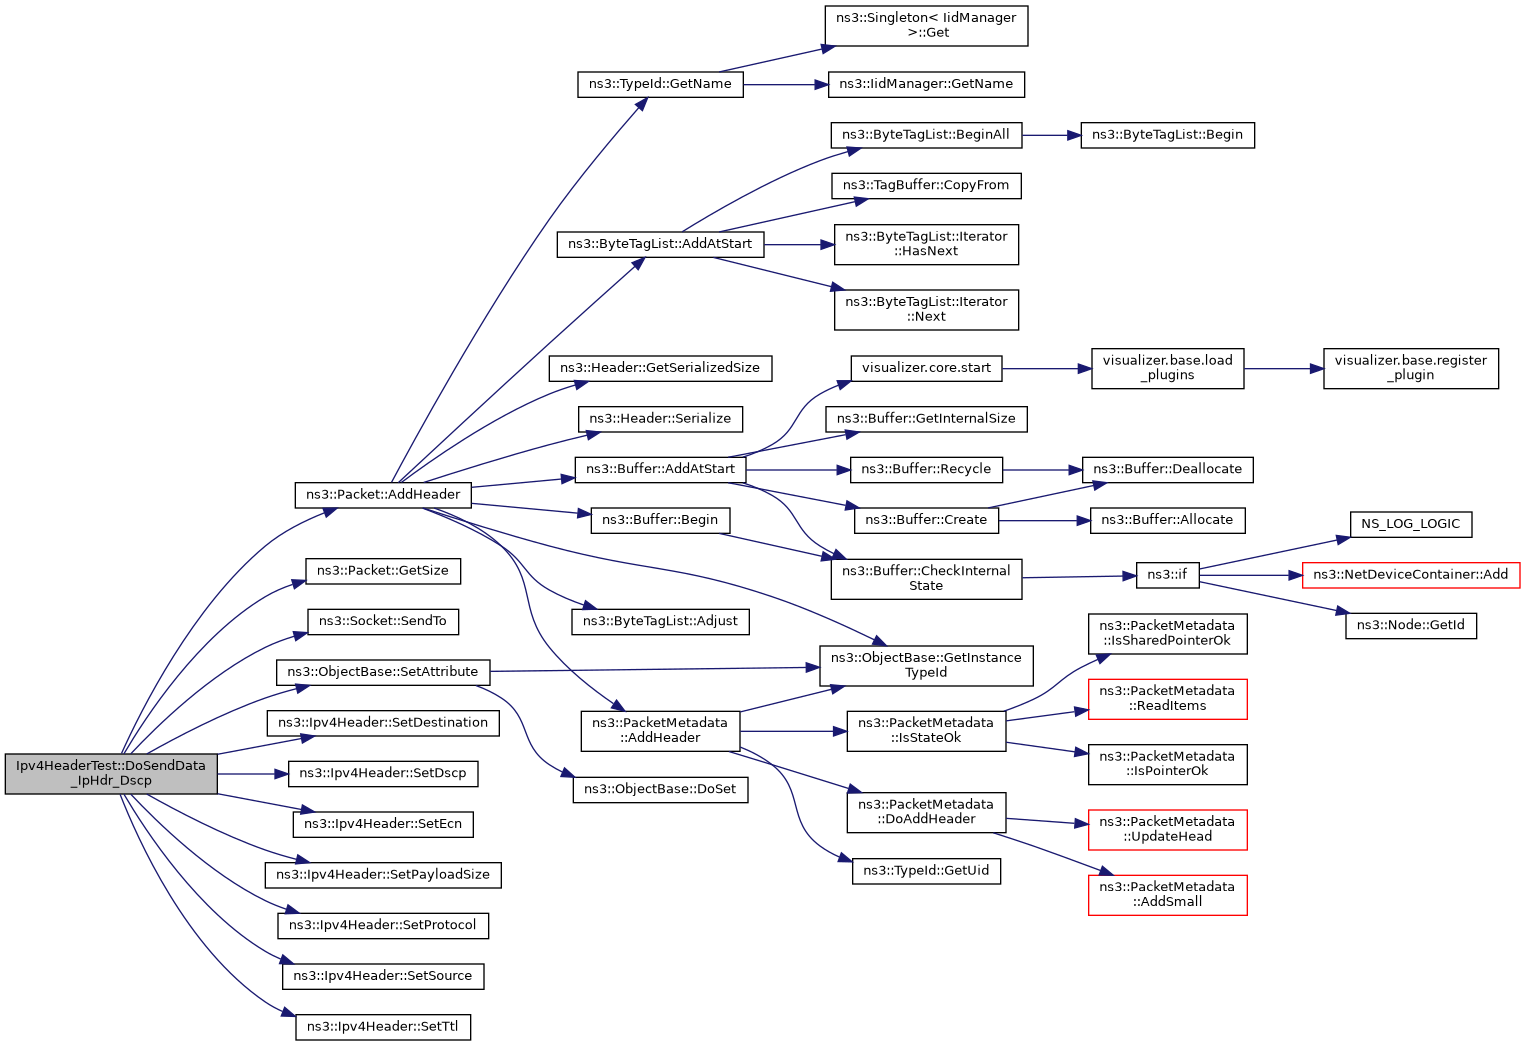 ns3::Singleton< IidManager
>::Get
ns3::TypeId::GetName
ns3::IidManager::GetName
ns3::ByteTagList::BeginAll
ns3::ByteTagList::Begin
ns3::TagBuffer::CopyFrom
ns3::ByteTagList::AddAtStart
ns3::ByteTagList::Iterator
::HasNext
ns3::ByteTagList::Iterator
::Next
ns3::Header::GetSerializedSize
visualizer.core.start
visualizer.base.load
_plugins
visualizer.base.register
_plugin
ns3::Header::Serialize
ns3::Buffer::GetInternalSize
ns3::Buffer::AddAtStart
ns3::Buffer::Recycle
ns3::Buffer::Deallocate
ns3::Packet::AddHeader
ns3::Buffer::Begin
ns3::Buffer::Create
ns3::Buffer::Allocate
NS_LOG_LOGIC
ns3::Packet::GetSize
ns3::Buffer::CheckInternal
State
ns3::if
ns3::NetDeviceContainer::Add
ns3::Socket::SendTo
ns3::ByteTagList::Adjust
ns3::Node::GetId
ns3::PacketMetadata
::IsSharedPointerOk
ns3::ObjectBase::SetAttribute
ns3::ObjectBase::GetInstance
TypeId
ns3::PacketMetadata
::ReadItems
ns3::Ipv4Header::SetDestination
ns3::PacketMetadata
::AddHeader
ns3::PacketMetadata
::IsStateOk
ns3::PacketMetadata
::IsPointerOk
Ipv4HeaderTest::DoSendData
_IpHdr_Dscp
ns3::Ipv4Header::SetDscp
ns3::ObjectBase::DoSet
ns3::PacketMetadata
::DoAddHeader
ns3::Ipv4Header::SetEcn
ns3::PacketMetadata
::UpdateHead
ns3::Ipv4Header::SetPayloadSize
ns3::TypeId::GetUid
ns3::PacketMetadata
::AddSmall
ns3::Ipv4Header::SetProtocol
ns3::Ipv4Header::SetSource
ns3::Ipv4Header::SetTtl